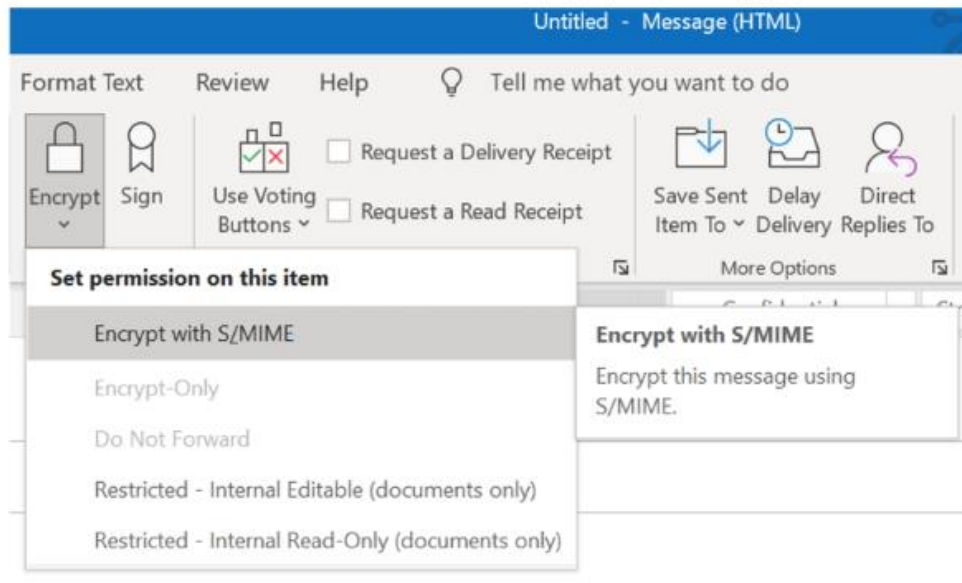 Untitled - Message (HTML)
Format Text Review Help Tell me what you want to do
Encrypt Sign Use Voting Buttons Request a Delivery Receipt
Request a Read Receipt
Save Sent Item To Delay Delivery Direct Replies To
More Options
Set permission on this item
Encrypt with S/MIME
Encrypt-Only
Do Not Forward
Restricted - Internal Editable (documents only)
Restricted - Internal Read-Only (documents only)
Encrypt with S/MIME
Encrypt this message using
S/MIME.